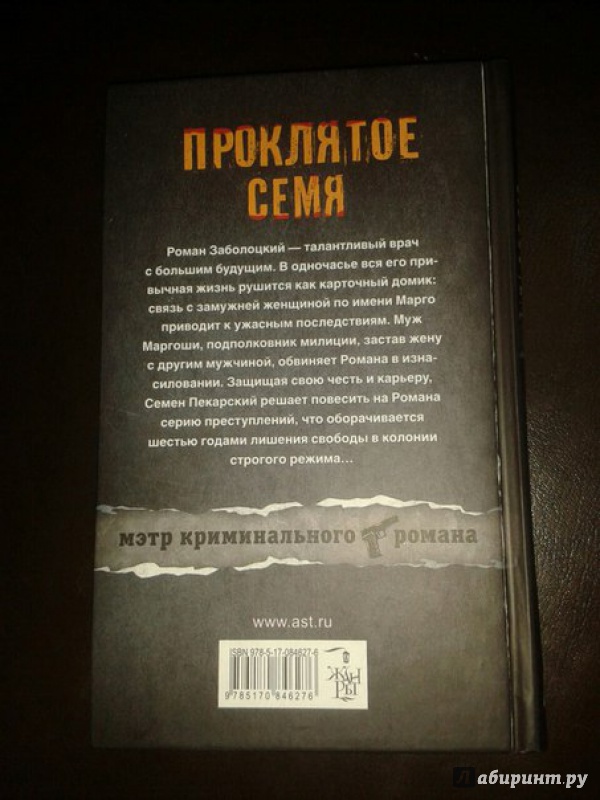 ПРОКЛЯТОЕ
СЕМЯ
Роман Заболоцкий — талантливый врач
с большим будущим. В одночасье вся его при-
вычная жизнь рушится как карточный домик:
связь с замужней женщиной по имени Марго
приводит к ужасным последствиям. Муж
Маргоши, подполковник милиции, застав жену
с другим мужчиной, обвиняет Романа в изна-
силовании. Защищая свою честь и карьеру,
Семен Пекарский решает повесить на Романа
серию преступлений, что оборачивается
шестью годами лишения свободы в колонии
строгого режима...
мэтр криминального романа
www.ast.ru
ISBN 978-5-17-084627-6
9785170846276
ЖАН
РЫ
лабиринт.ру